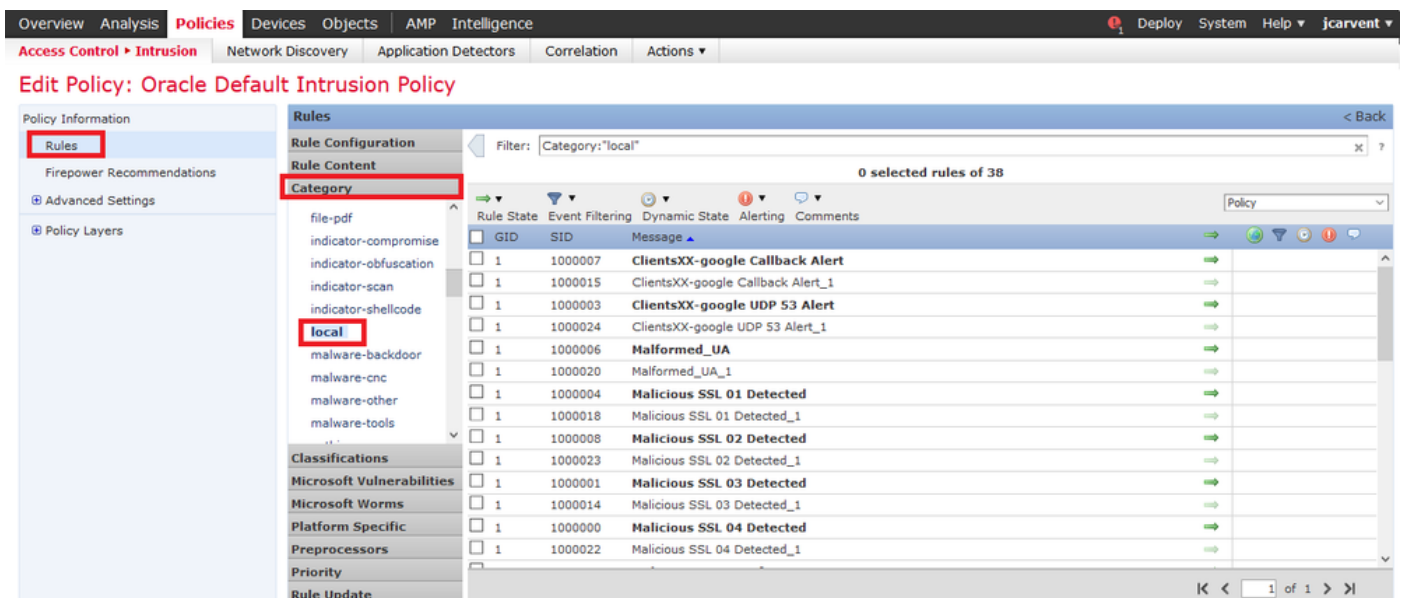 Overview Analysis Policies Devices Objects AMP Intelligence 1 Deploy System Help ▾ jcarvent ▾
Access Control ▸ Intrusion Network Discovery Application Detectors Correlation Actions ▾
Edit Policy: Oracle Default Intrusion Policy
Policy Information
Rules
Firepower Recommendations
Advanced Settings
Policy Layers
Rules < Back
Rule Configuration
Rule Content
Category
file-pdf
indicator-compromise
indicator-obfuscation
indicator-scan
indicator-shellcode
local
malware-backdoor
malware-cnc
malware-other
malware-tools
Classifications
Microsoft Vulnerabilities
Microsoft Worms
Platform Specific
Preprocessors
Priority
Rule Update
Filter: Category:"local" × ?
0 selected rules of 38
Rule State Event Filtering Dynamic State Alerting Comments
Policy
GID SID Message
1 1000007 ClientsXX-google Callback Alert
1 1000015 ClientsXX-google Callback Alert_1
1 1000003 ClientsXX-google UDP 53 Alert
1 1000024 ClientsXX-google UDP 53 Alert_1
1 1000006 Malformed_UA
1 1000020 Malformed_UA_1
1 1000004 Malicious SSL 01 Detected
1 1000018 Malicious SSL 01 Detected_1
1 1000008 Malicious SSL 02 Detected
1 1000023 Malicious SSL 02 Detected_1
1 1000001 Malicious SSL 03 Detected
1 1000014 Malicious SSL 03 Detected_1
1 1000000 Malicious SSL 04 Detected
1 1000022 Malicious SSL 04 Detected_1
1 of 1